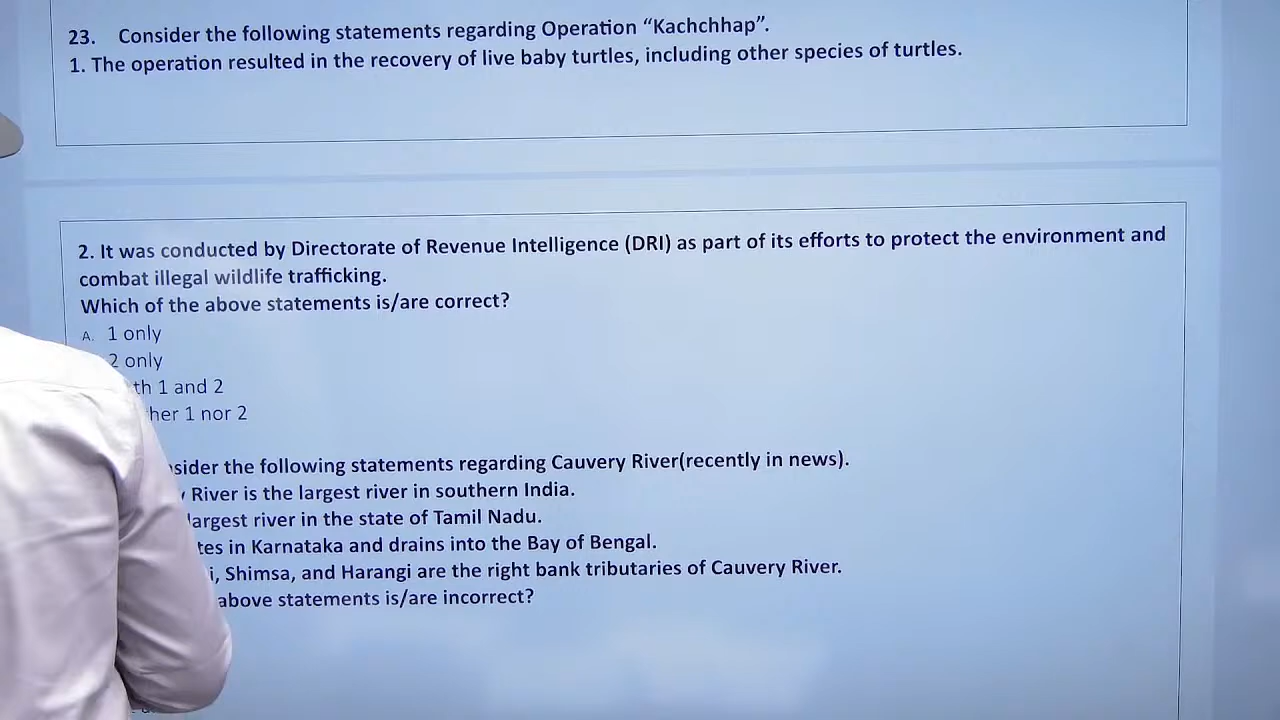 23. Consider the following statements regarding Operation “Kachchhap”.
1. The operation resulted in the recovery of live baby turtles, including other species of turtles.
2. It was conducted by Directorate of Revenue Intelligence (DRI) as part of its efforts to protect the environment and
combat illegal wildlife trafficking.
Which of the above statements is/are correct?
A. 1 only
2 only
th 1 and 2
her 1 nor 2
sider the following statements regarding Cauvery River(recently in news).
River is the largest river in southern India.
largest river in the state of Tamil Nadu.
tes in Karnataka and drains into the Bay of Bengal.
i, Shimsa, and Harangi are the right bank tributaries of Cauvery River.
above statements is/are incorrect?